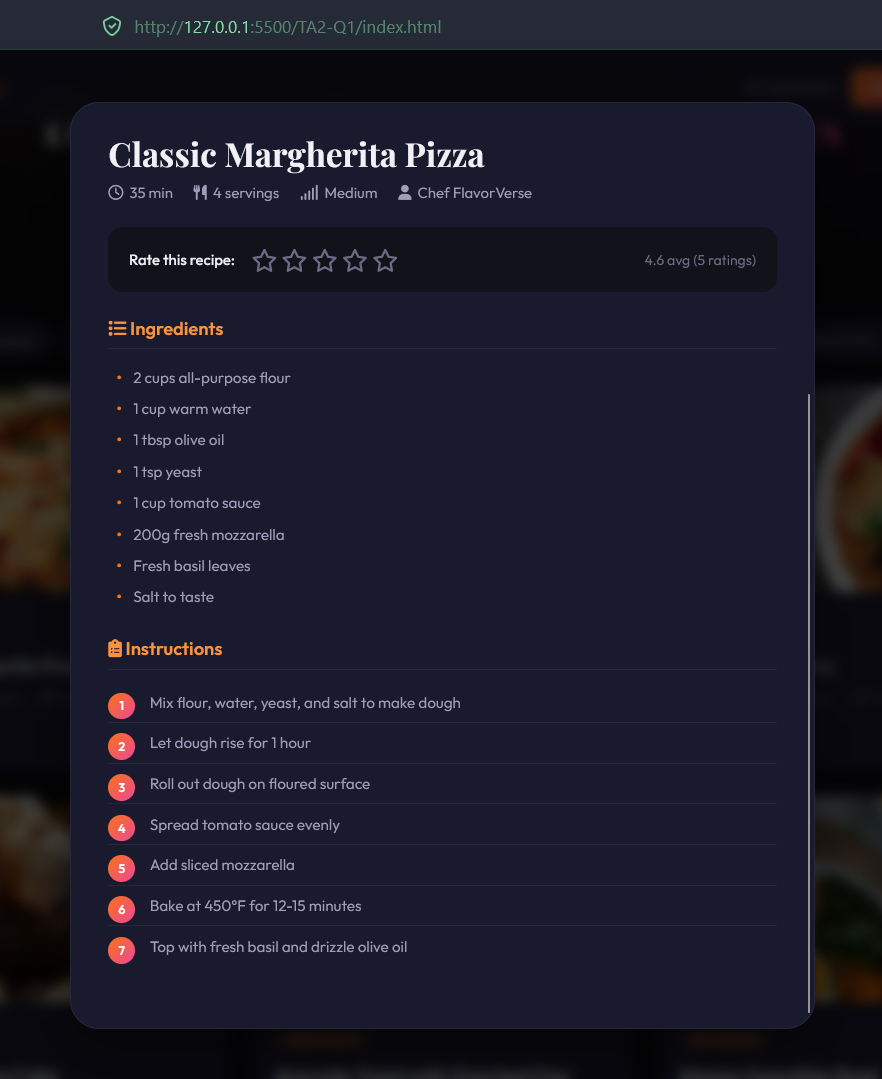 http://127.0.0.1:5500/TA2-Q1/index.html
Classic Margherita Pizza
35 min 4 servings Medium Chef FlavorVerse
Rate this recipe: 4.6 avg (5 ratings)
Ingredients
• 2 cups all-purpose flour
• 1 cup warm water
• 1 tbsp olive oil
• 1 tsp yeast
• 1 cup tomato sauce
• 200g fresh mozzarella
• Fresh basil leaves
• Salt to taste
Instructions
1 Mix flour, water, yeast, and salt to make dough
2 Let dough rise for 1 hour
3 Roll out dough on floured surface
4 Spread tomato sauce evenly
5 Add sliced mozzarella
6 Bake at 450°F for 12-15 minutes
7 Top with fresh basil and drizzle olive oil